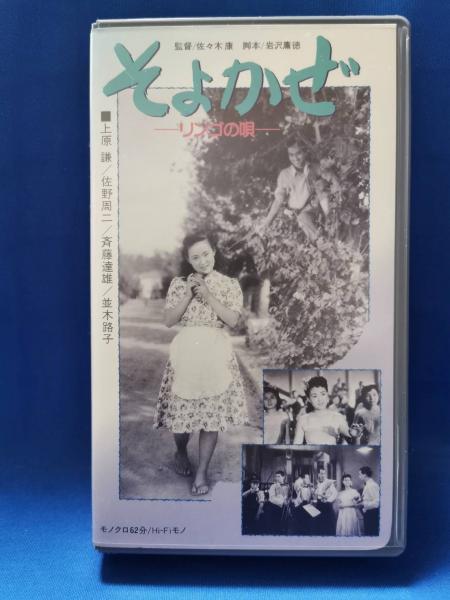 監督/佐々木 康 脚本/岩沢庸徳
そよかぜ
―リンゴの唄―
■上原 謙/佐野周二/斉藤達雄/並木路子
モノクロ62分/Hi-Fiモノ